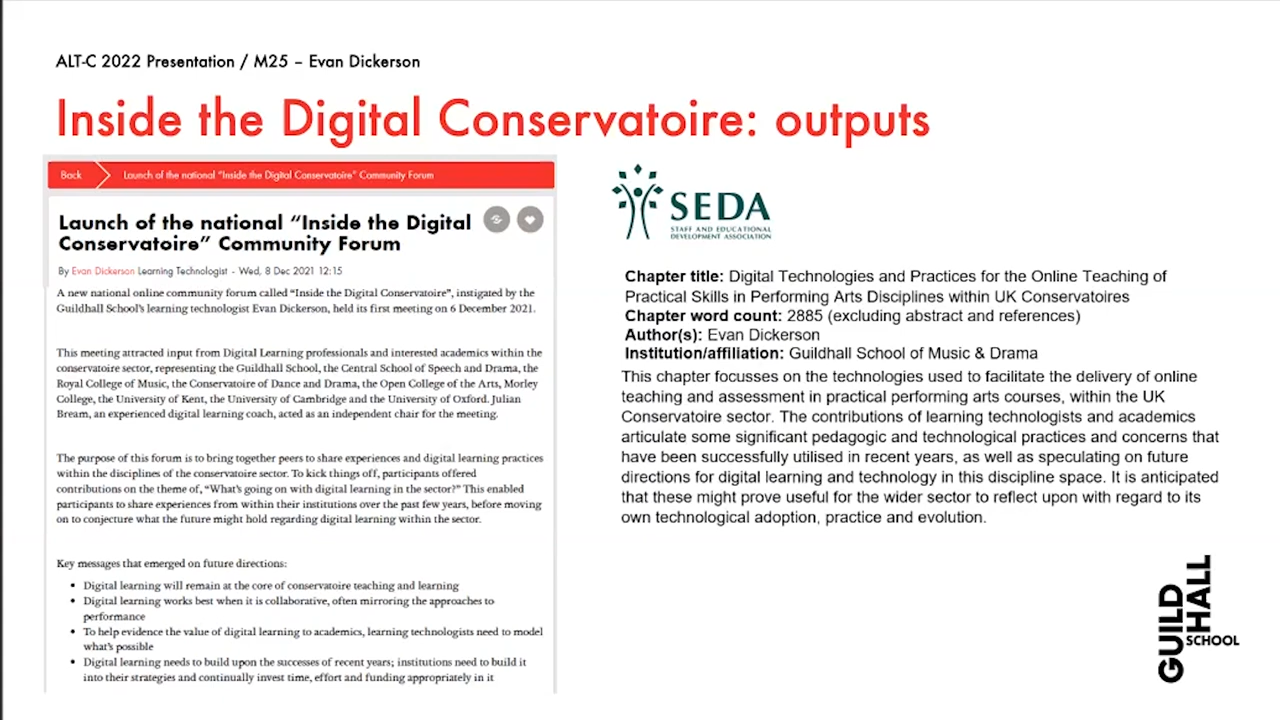 ALT-C 2022 Presentation / M25 – Evan Dickerson
Inside the Digital Conservatoire: outputs
Back
Launch of the national “Inside the Digital Conservatoire” Community Forum
Launch of the national “Inside the Digital
Conservatoire” Community Forum
By Evan Dickerson Learning Technologist - Wed, 8 Dec 2021 12:15
A new national online community forum called “Inside the Digital Conservatoire”, instigated by the
Guildhall School’s learning technologist Evan Dickerson, held its first meeting on 6 December 2021.
This meeting attracted input from Digital Learning professionals and interested academics within the
conservatoire sector, representing the Guildhall School, the Central School of Speech and Drama, the
Royal College of Music, the Conservatoire of Dance and Drama, the Open College of the Arts, Morley
College, the University of Kent, the University of Cambridge and the University of Oxford. Julian
Bream, an experienced digital learning coach, acted as an independent chair for the meeting.
The purpose of this forum is to bring together peers to share experiences and digital learning practices
within the disciplines of the conservatoire sector. To kick things off, participants offered
contributions on the theme of, “What’s going on with digital learning in the sector?” This enabled
participants to share experiences from within their institutions over the past few years, before moving
on to conjecture what the future might hold regarding digital learning within the sector.
Key messages that emerged on future directions:
• Digital learning will remain at the core of conservatoire teaching and learning
• Digital learning works best when it is collaborative, often mirroring the approaches to
performance
• To help evidence the value of digital learning to academics, learning technologists need to model
what’s possible
• Digital learning needs to build upon the successes of recent years; institutions need to build it
into their strategies and continually invest time, effort and funding appropriately in it
SEDA
STAFF AND EDUCATIONAL
DEVELOPMENT ASSOCIATION
Chapter title: Digital Technologies and Practices for the Online Teaching of
Practical Skills in Performing Arts Disciplines within UK Conservatoires
Chapter word count: 2885 (excluding abstract and references)
Author(s): Evan Dickerson
Institution/affiliation: Guildhall School of Music & Drama
This chapter focusses on the technologies used to facilitate the delivery of online
teaching and assessment in practical performing arts courses, within the UK
Conservatoire sector. The contributions of learning technologists and academics
articulate some significant pedagogic and technological practices and concerns that
have been successfully utilised in recent years, as well as speculating on future
directions for digital learning and technology in this discipline space. It is anticipated
that these might prove useful for the wider sector to reflect upon with regard to its
own technological adoption, practice and evolution.
GUILD
HALL
SCHOOL